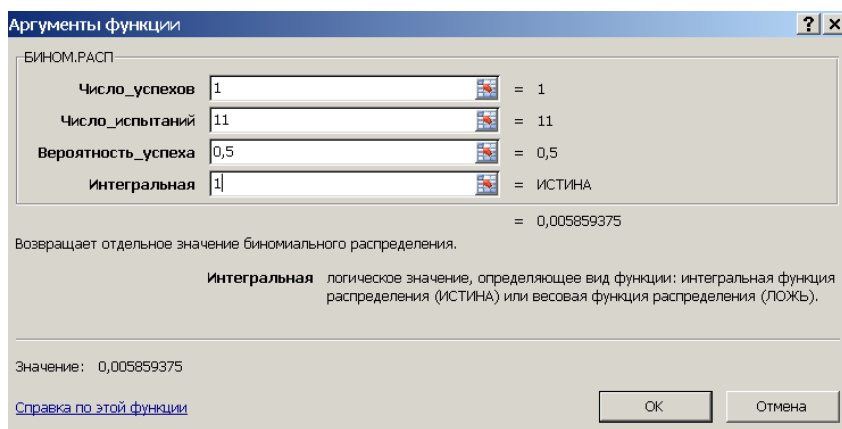 Аргументы функции
БИНОМ.РАСП
Число_успехов 1 = 1
Число_испытаний 11 = 11
Вероятность_успеха 0,5 = 0,5
Интегральная 1 = ИСТИНА
= 0,005859375
Возвращает отдельное значение биномиального распределения.
Интегральная логическое значение, определяющее вид функции: интегральная функция
распределения (ИСТИНА) или весовая функция распределения (ЛОЖЬ).
Значение: 0,005859375
Справка по этой функции ОК Отмена